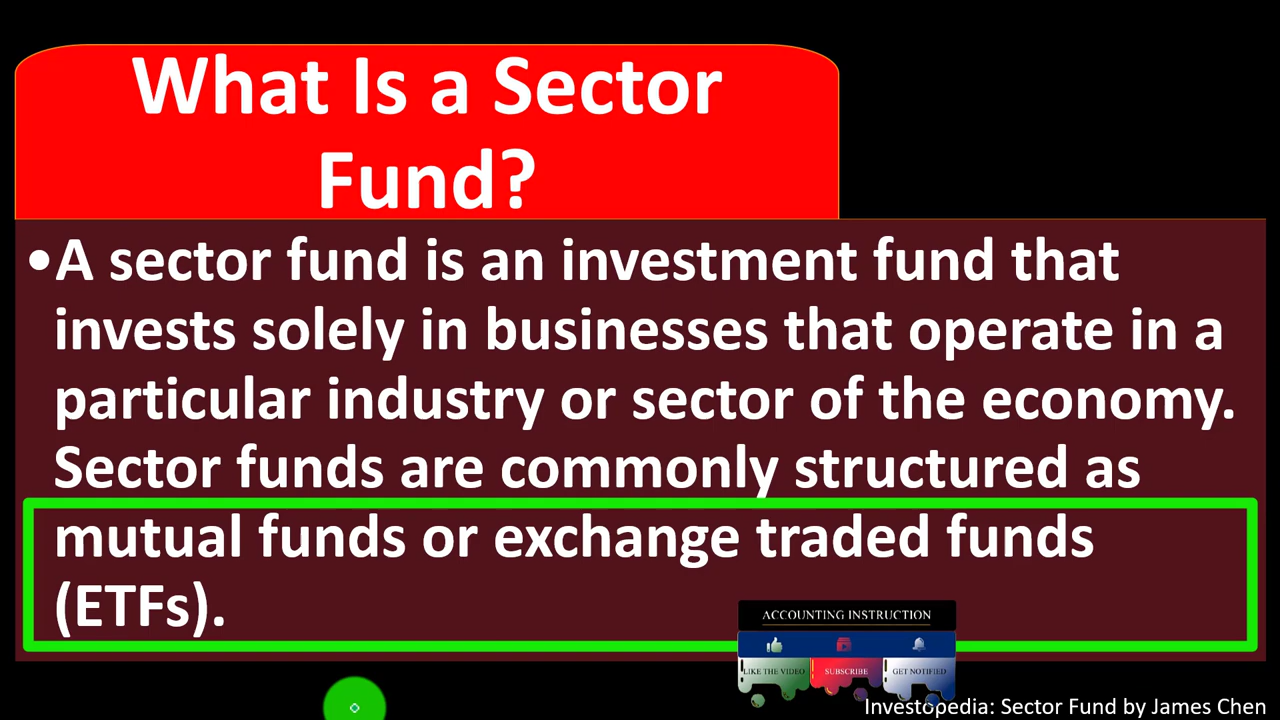 What Is a Sector
Fund?
•A sector fund is an investment fund that
invests solely in businesses that operate in a
particular industry or sector of the economy.
Sector funds are commonly structured as
mutual funds or exchange traded funds
(ETFs).
ACCOUNTING INSTRUCTION
LIKE THE VIDEO SUBSCRIBE GET NOTIFIED
Investopedia: Sector Fund by James Chen